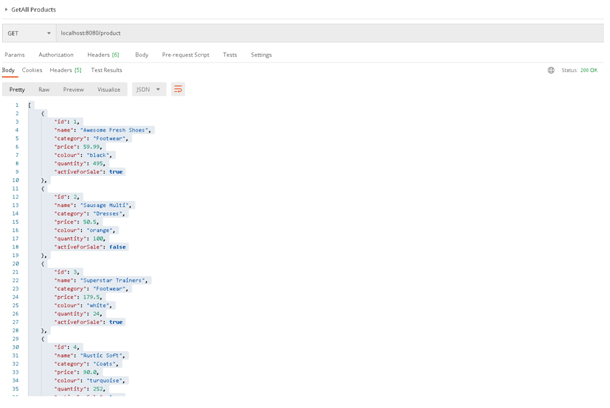 GetAll Products
GET localhost:8080/product
Params Authorization Headers (6) Body Pre-request Script Tests Settings
Body Cookies Headers (5) Test Results Status: 200 OK
Pretty Raw Preview Visualize JSON
1 [
2 {
3 "id": 1,
4 "name": "Awesome Fresh Shoes",
5 "category": "Footwear",
6 "price": 59.99,
7 "colour": "black",
8 "quantity": 495,
9 "activeForSale": true
10 },
11 {
12 "id": 2,
13 "name": "Sausage Multi",
14 "category": "Dresses",
15 "price": 50.5,
16 "colour": "orange",
17 "quantity": 100,
18 "activeForSale": false
19 },
20 {
21 "id": 3,
22 "name": "Superstar Trainers",
23 "category": "Footwear",
24 "price": 179.5,
25 "colour": "white",
26 "quantity": 24,
27 "activeForSale": true
28 },
29 {
30 "id": 4,
31 "name": "Rustic Soft",
32 "category": "Coats",
33 "price": 90.0,
34 "colour": "turquoise",
35 "quantity": 252,